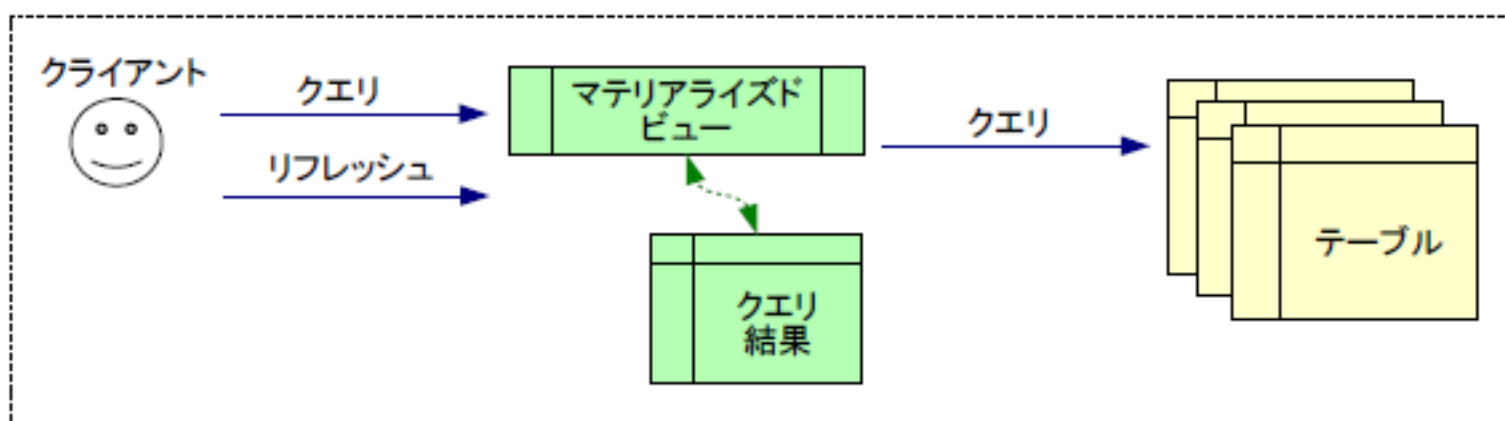 クライアント
クエリ
リフレッシュ
マテリアライズド
ビュー
クエリ
結果
クエリ
テーブル